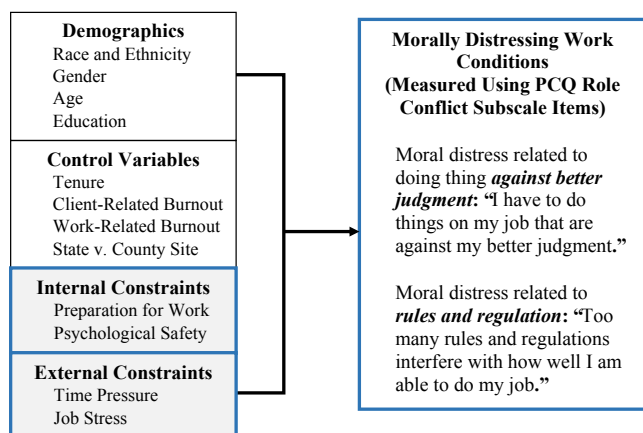 Demographics
Race and Ethnicity
Gender
Age
Education
Control Variables
Tenure
Client-Related Burnout
Work-Related Burnout
State v. County Site
Internal Constraints
Preparation for Work
Psychological Safety
External Constraints
Time Pressure
Job Stress
Morally Distressing Work
Conditions
(Measured Using PCQ Role
Conflict Subscale Items)
Moral distress related to
doing thing against better
judgment: “I have to do
things on my job that are
against my better judgment.”
Moral distress related to
rules and regulation: “Too
many rules and regulations
interfere with how well I am
able to do my job.”